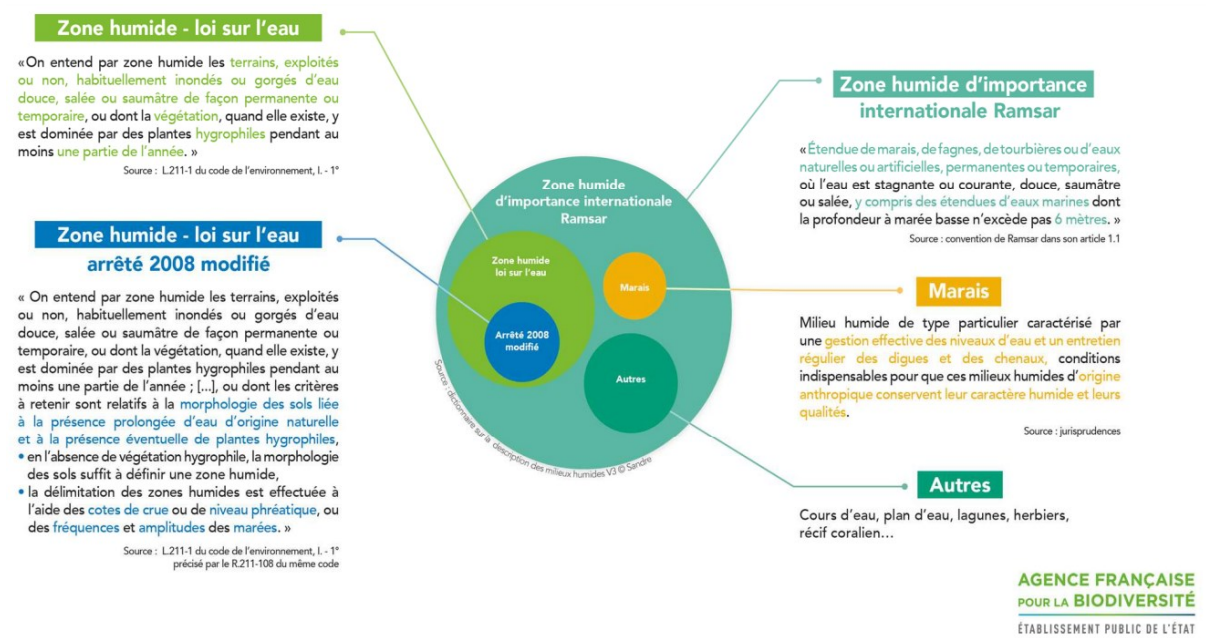 Zone humide - loi sur l'eau
«On entend par zone humide les terrains, exploités
ou non, habituellement inondés ou gorgés d'eau
douce, salée ou saumâtre de façon permanente ou
temporaire, ou dont la végétation, quand elle existe, y
est dominée par des plantes hygrophiles pendant au
moins une partie de l'année. »
Source : L.211-1 du code de l'environnement, I. - 1°
Zone humide - loi sur l'eau
arrêté 2008 modifié
« On entend par zone humide les terrains, exploités
ou non, habituellement inondés ou gorgés d'eau
douce, salée ou saumâtre de façon permanente ou
temporaire, ou dont la végétation, quand elle existe, y
est dominée par des plantes hygrophiles pendant au
moins une partie de l'année ; [...], ou dont les critères
à retenir sont relatifs à la morphologie des sols liée
à la présence prolongée d'eau d'origine naturelle
et à la présence éventuelle de plantes hygrophiles,
• en l'absence de végétation hygrophile, la morphologie
des sols suffit à définir une zone humide,
• la délimitation des zones humides est effectuée à
l'aide des cotes de crue ou de niveau phréatique, ou
des fréquences et amplitudes des marées. »
Source : L.211-1 du code de l'environnement, I. - 1°
précisé par le R.211-108 du même code
Zone humide
d'importance internationale
Ramsar
Zone humide
loi sur l'eau
Marais
Arrêté 2008
modifié
Autres
Source : dictionnaire sur la description des milieux humides V3 © Sandre
Zone humide d'importance
internationale Ramsar
« Étendue de marais, de fagnes, de tourbières ou d'eaux
naturelles ou artificielles, permanentes ou temporaires,
où l'eau est stagnante ou courante, douce, saumâtre
ou salée, y compris des étendues d'eaux marines dont
la profondeur à marée basse n'excède pas 6 mètres. »
Source : convention de Ramsar dans son article 1.1
Marais
Milieu humide de type particulier caractérisé par
une gestion effective des niveaux d'eau et un entretien
régulier des digues et des chenaux, conditions
indispensables pour que ces milieux humides d'origine
anthropique conservent leur caractère humide et leurs
qualités.
Source : jurisprudences
Autres
Cours d'eau, plan d'eau, lagunes, herbiers,
récif coralien...
AGENCE FRANÇAISE
POUR LA BIODIVERSITÉ
ÉTABLISSEMENT PUBLIC DE L'ÉTAT